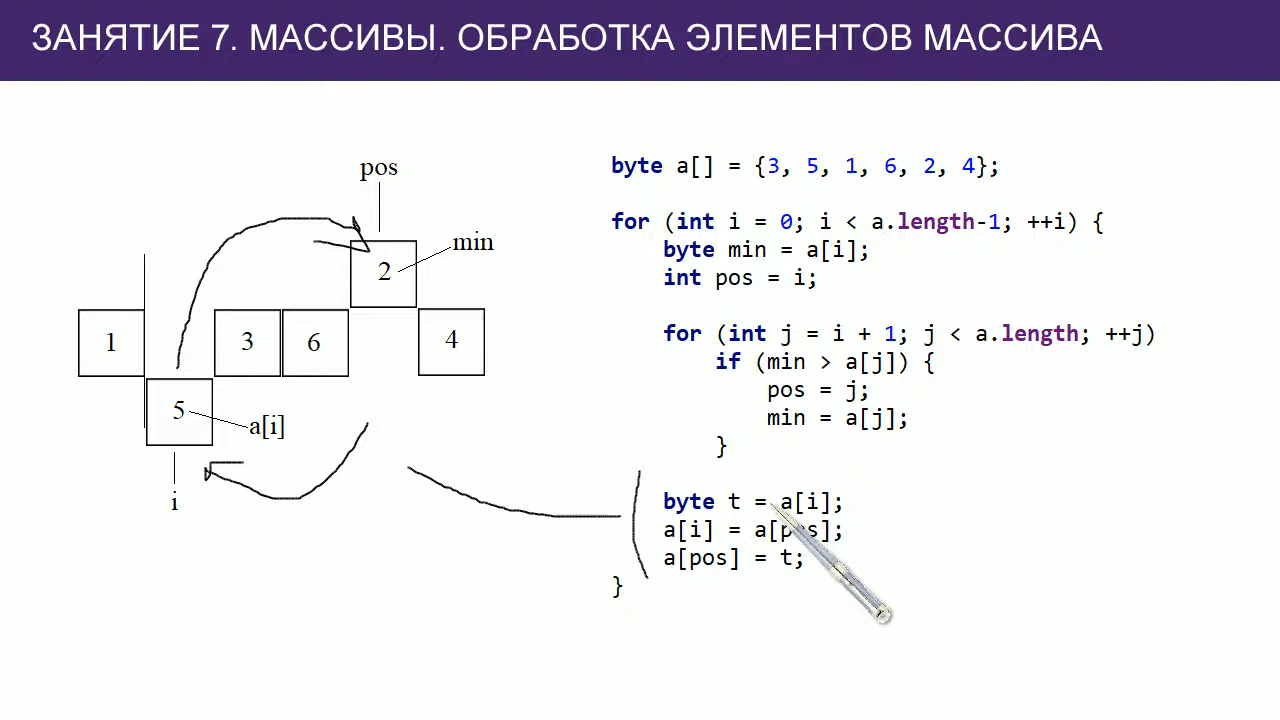 ЗАНЯТИЕ 7. МАССИВЫ. ОБРАБОТКА ЭЛЕМЕНТОВ МАССИВА
pos
2
min
1
3
6
4
5
a[i]
i
byte a[] = {3, 5, 1, 6, 2, 4};
for (int i = 0; i < a.length-1; ++i) {
byte min = a[i];
int pos = i;
for (int j = i + 1; j < a.length; ++j)
if (min > a[j]) {
pos = j;
min = a[j];
}
byte t = a[i];
a[i] = a[pos];
a[pos] = t;
}